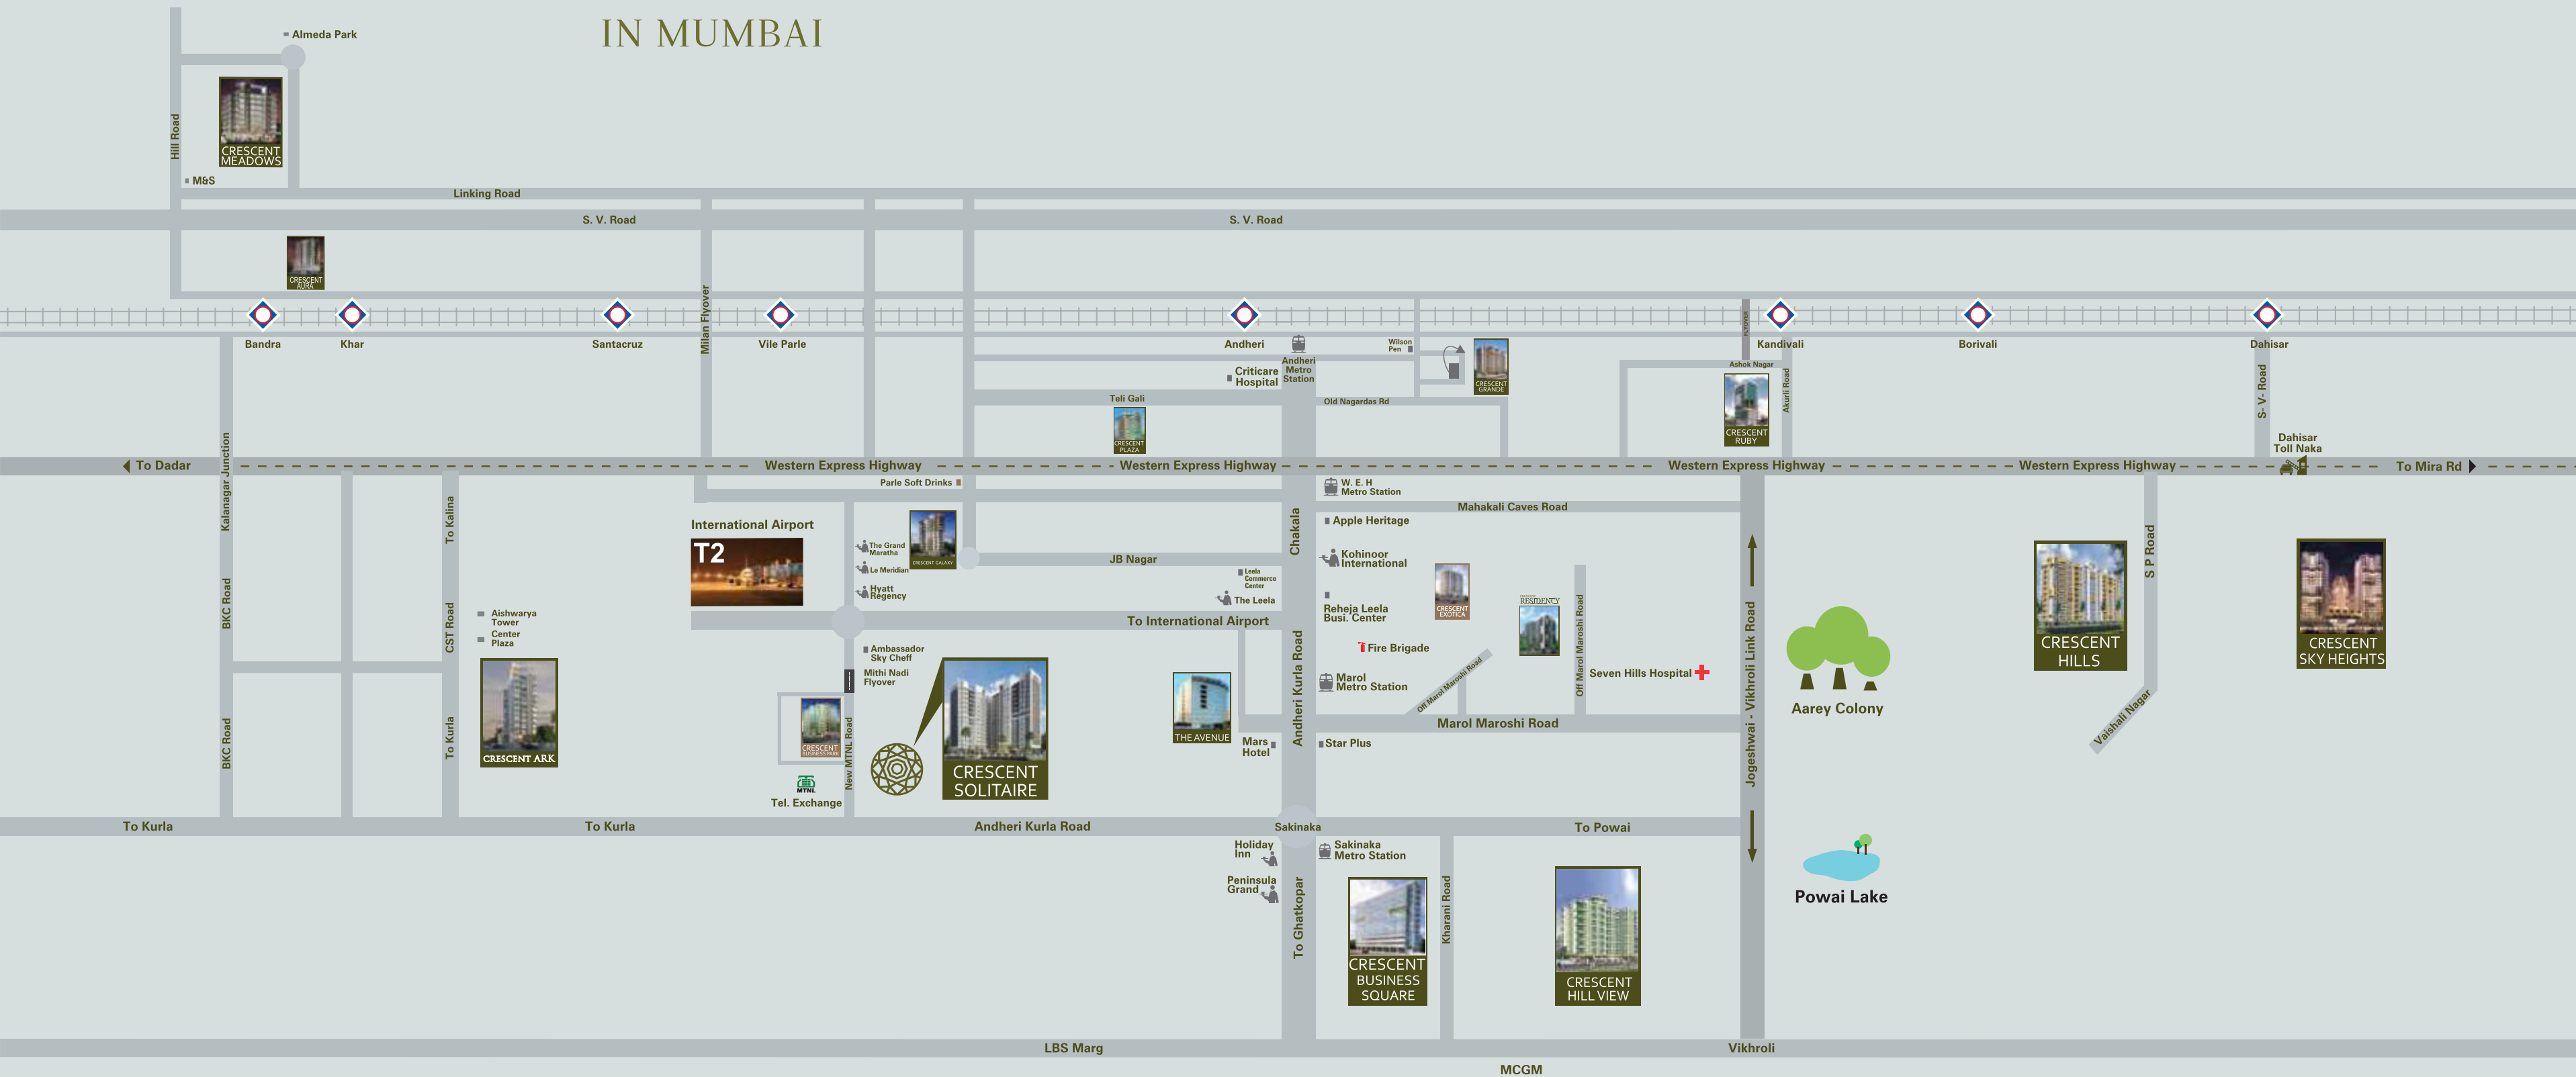 IN MUMBAI
Almeda Park
Hill Road
CRESCENT
MEADOWS
M&S
Linking Road
S. V. Road
S. V. Road
CRESCENT
AURA
Milan Flyover
FLYOVER
Bandra
Khar
Santacruz
Vile Parle
Andheri
Kandivali
Borivali
Dahisar
Andheri
Metro
Station
Criticare
Hospital
Wilson
Pen
CRESCENT
GRANDE
Ashok Nagar
CRESCENT
RUBY
Akurli Road
S- V- Road
Teli Gali
CRESCENT
PLAZA
Old Nagardas Rd
Dahisar
Toll Naka
Kalanagar Junction
To Dadar
Western Express Highway
Western Express Highway
Western Express Highway
Western Express Highway
To Mira Rd
Parle Soft Drinks
W. E. H
Metro Station
Mahakali Caves Road
To Kalina
International Airport
T2
The Grand
Maratha
Le Meridian
Hyatt
Regency
CRESCENT GALAXY
JB Nagar
Chakala
Apple Heritage
Kohinoor
International
Leela
Commerce
Center
The Leela
Reheja Leela
Busi. Center
CRESCENT
EXOTICA
RESIDENCY
Off Marol Maroshi Road
Fire Brigade
Marol
Metro Station
Off Marol Maroshi Road
Seven Hills Hospital
Marol Maroshi Road
Jogeshwai - Vikhroli Link Road
Aarey Colony
CRESCENT
HILLS
S P Road
Vaishali Nagar
CRESCENT
SKY HEIGHTS
BKC Road
BKC Road
CST Road
To Kurla
Aishwarya
Tower
Center
Plaza
CRESCENT ARK
To International Airport
Ambassador
Sky Cheff
Mithi Nadi
Flyover
CRESCENT
BUSINESS PARK
New MTNL Road
MTNL
Tel. Exchange
CRESCENT
SOLITAIRE
THE AVENUE
Andheri Kurla Road
Mars
Hotel
Star Plus
To Kurla
To Kurla
Andheri Kurla Road
Sakinaka
To Powai
Holiday
Inn
Peninsula
Grand
Sakinaka
Metro Station
To Ghatkopar
CRESCENT
BUSINESS
SQUARE
Kharani Road
CRESCENT
HILL VIEW
Powai Lake
LBS Marg
Vikhroli
MCGM